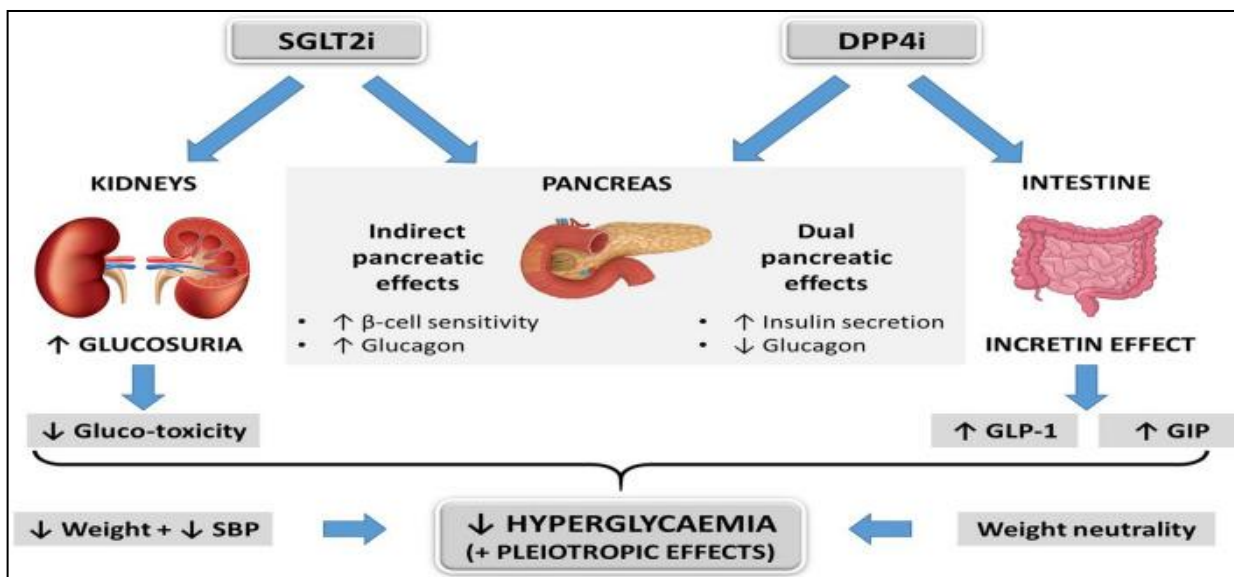 SGLT2i
DPP4i
KIDNEYS
PANCREAS
INTESTINE
Indirect
pancreatic
effects
• ↑ β-cell sensitivity
• ↑ Glucagon
Dual
pancreatic
effects
• ↑ Insulin secretion
• ↓ Glucagon
↑ GLUCOSURIA
INCRETIN EFFECT
↓ Gluco-toxicity
↑ GLP-1
↑ GIP
↓ Weight + ↓ SBP
↓ HYPERGLYCAEMIA
(+ PLEIOTROPIC EFFECTS)
Weight neutrality